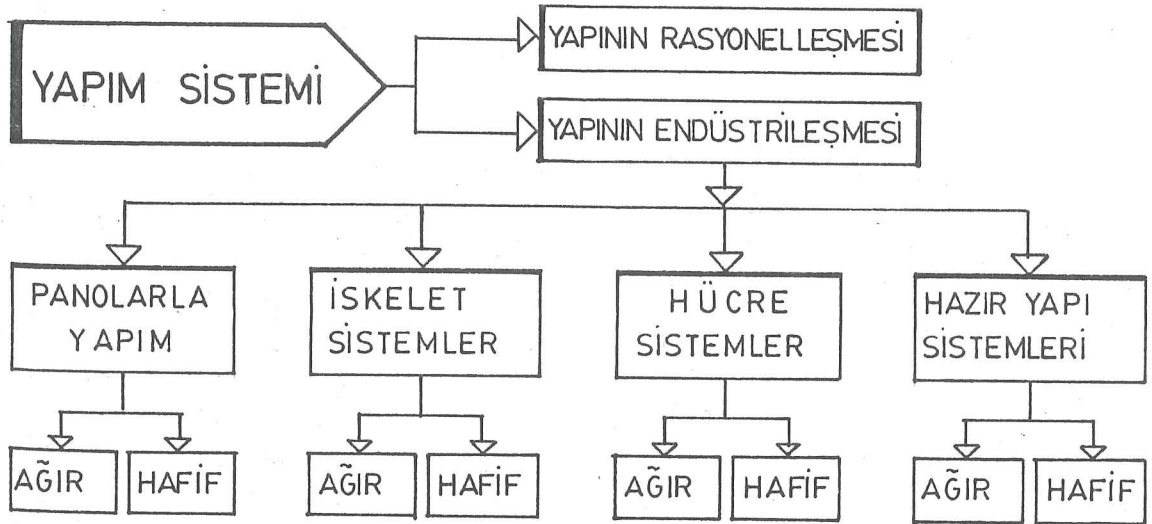 YAPIM SİSTEMİ
YAPININ RASYONELLEŞMESİ
YAPININ ENDÜSTRİLEŞMESİ
PANOLARLA
YAPIM
İSKELET
SİSTEMLER
HÜCRE
SİSTEMLER
HAZIR YAPI
SİSTEMLERİ
AĞIR
HAFİF
AĞIR
HAFİF
AĞIR
HAFİF
AĞIR
HAFİF